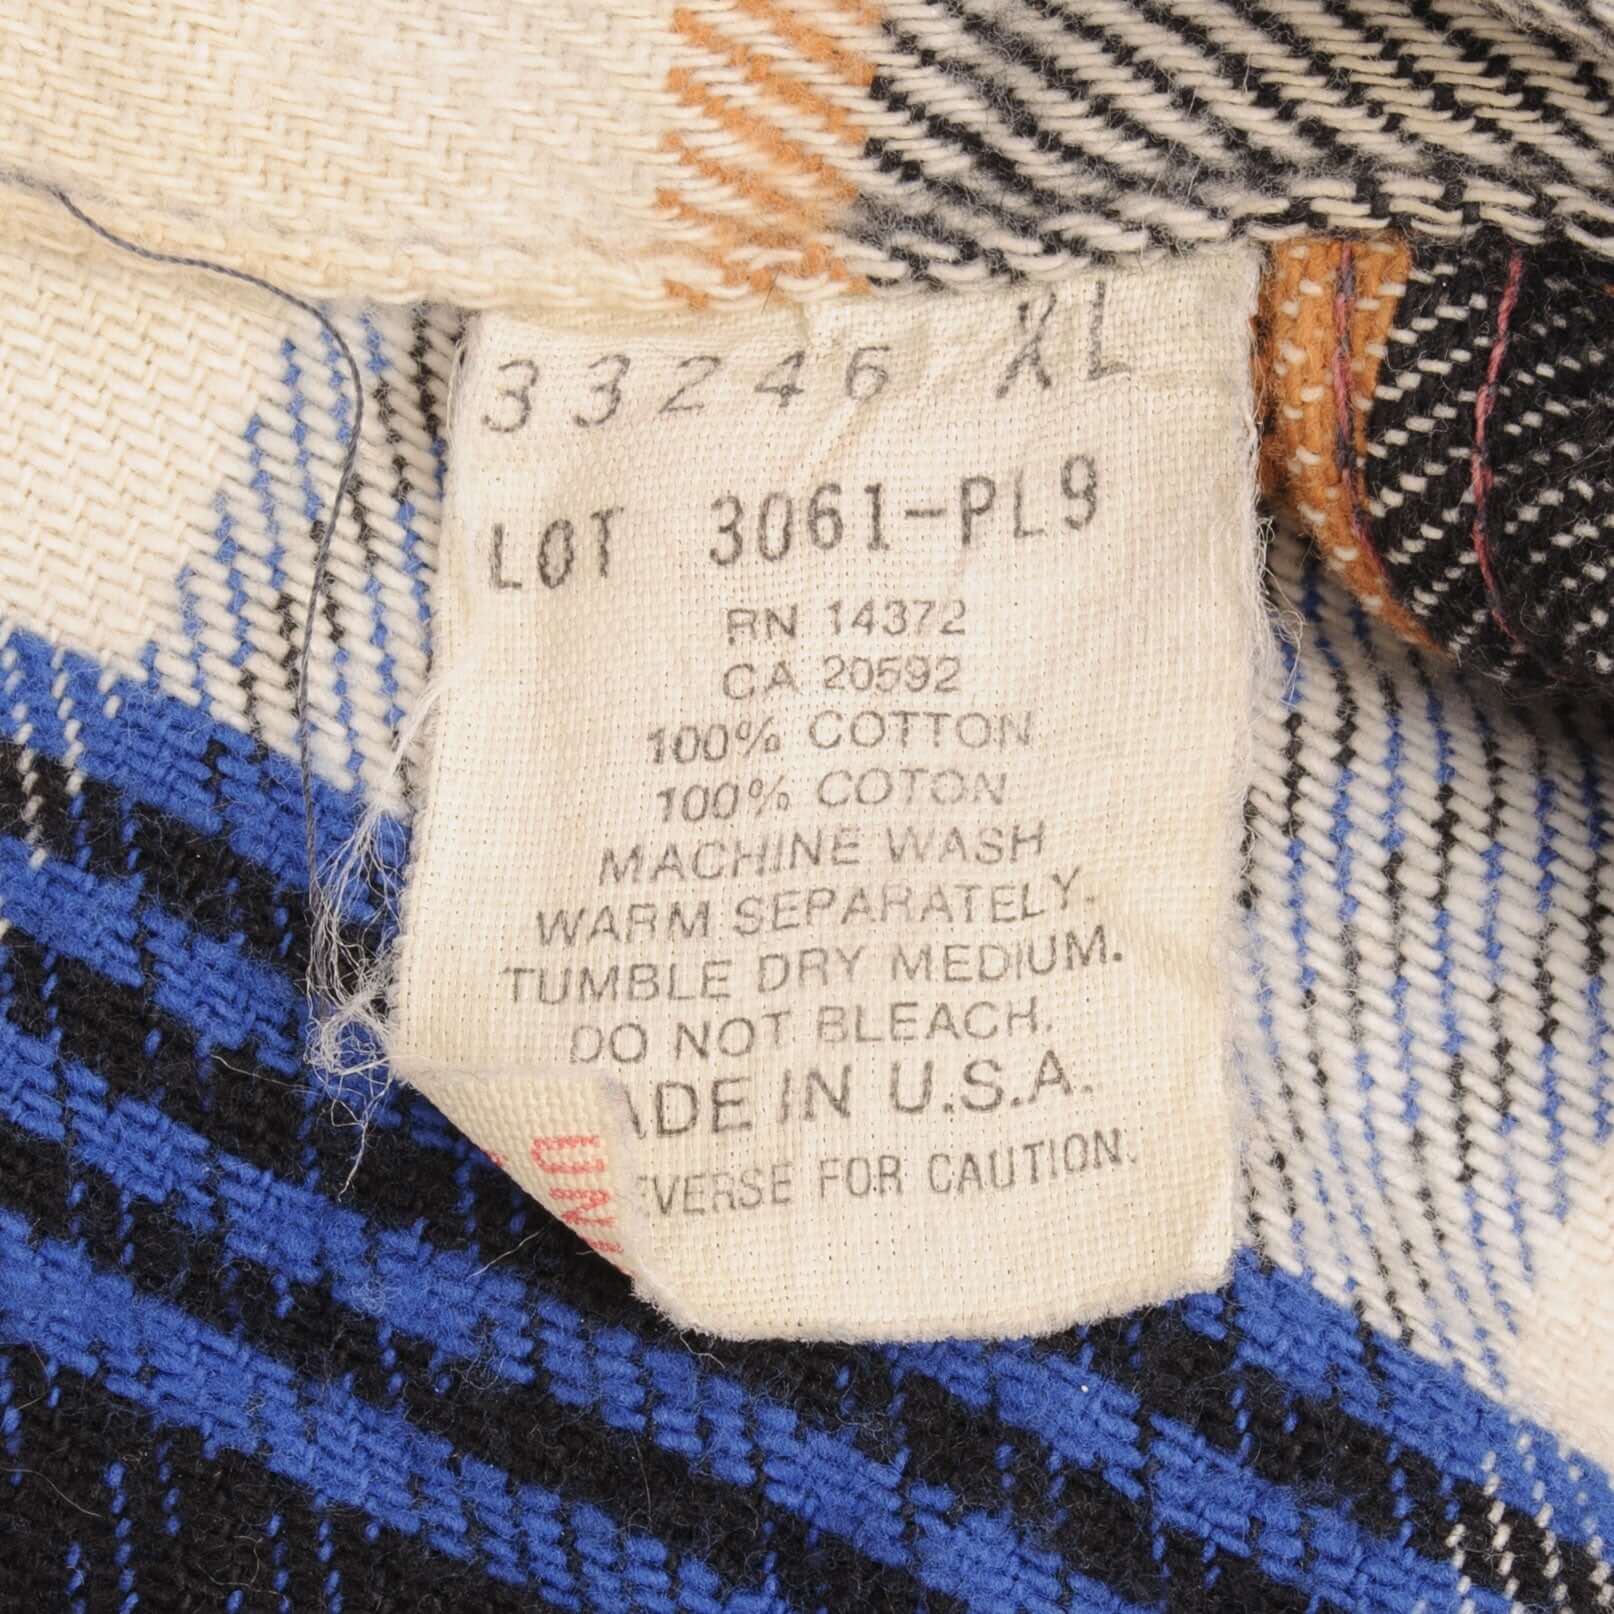 33246 XL
LOT 3061-PL9
RN 14372
CA 20592
100% COTTON
100% COTON
MACHINE WASH
WARM SEPARATELY.
TUMBLE DRY MEDIUM.
DO NOT BLEACH.
ADE IN U.S.A.
EVERSE FOR CAUTION.